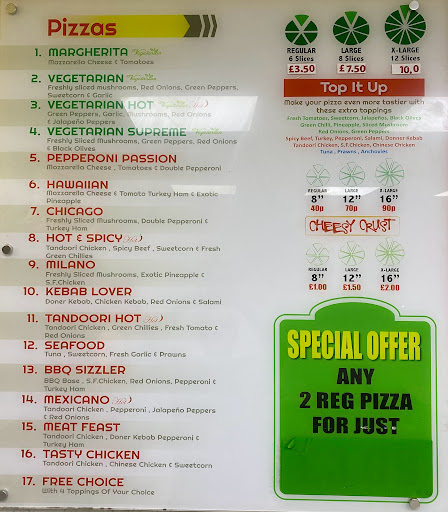 Pizzas
1. MARGHERITA Vegetarian
Mozzarella Cheese & Tomatoes
2. VEGETARIAN Vegetarian
Freshly sliced mushrooms, Red Onions, Green Peppers,
Sweetcorn & Garlic
3. VEGETARIAN HOT Vegetarian Hot
Green Peppers, Garlic, Mushrooms, Red Onions
& Jalapeño Peppers
4. VEGETARIAN SUPREME Vegetarian
Freshly Sliced Mushrooms, Green Peppers, Red Onions
& Black Olives
5. PEPPERONI PASSION
Mozzarella Cheese , Tomatoes & Double Pepperoni
6. HAWAIIAN
Mozzarella Cheese & Tomato Turkey Ham & Exotic
Pineapple
7. CHICAGO
Freshly Sliced Mushrooms, Double Pepperoni &
Turkey Ham
8. HOT & SPICY Hot
Tandoori Chicken , Spicy Beef , Sweetcorn & Fresh
Green Chillies
9. MILANO
Freshly Sliced Mushrooms, Exotic Pineapple &
S.F.Chicken
10. KEBAB LOVER
Doner Kebab, Chicken Kebab, Red Onions & Salami
11. TANDOORI HOT Hot
Tandoori Chicken , Green Chillies , Fresh Tomato &
Red Onions
12. SEAFOOD
Tuna , Sweetcorn, Fresh Garlic & Prawns
13. BBQ SIZZLER
BBQ Base , S.F.Chicken, Red Onions, Pepperoni &
Turkey Ham
14. MEXICANO Hot
Tandoori Chicken , Pepperoni , Jalapeño Peppers
& Red Onions
15. MEAT FEAST
Tandoori Chicken , Doner Kebab Pepperoni &
Turkey Ham
16. TASTY CHICKEN
Tandoori Chicken , Chinese Chicken & Sweetcorn
17. FREE CHOICE
With 4 Toppings Of Your Choice
REGULAR LARGE X-LARGE
6 Slices 8 Slices 12 Slices
£3.50 £7.50 10.0
Top It Up
Make your pizza even more tastier with
these extra toppings
Fresh Tomatoes, Sweetcorn, Jalapeños, Black Olives
Green Chilli, Pineapple, Sliced Mushrooms
Red Onions, Green Peppers
Spicy Beef, Turkey, Pepperoni, Salami, Donner Kebab
Tandoori Chicken, S.F. Chicken, Chinese Chicken
Tuna , Prawns , Anchovies
REGULAR LARGE X-LARGE
8" 12" 16"
40p 70p 90p
CHEESY CRUST
REGULAR LARGE X-LARGE
8" 12" 16"
£1.00 £1.50 £2.00
SPECIAL OFFER
ANY
2 REG PIZZA
FOR JUST